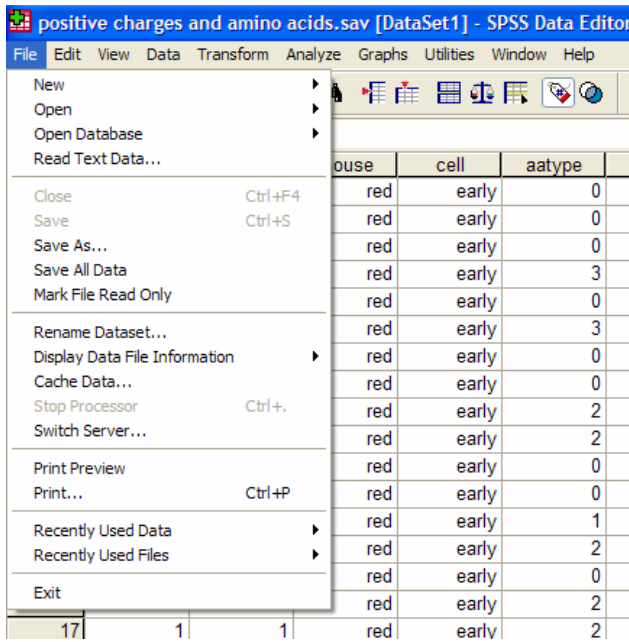 positive charges and amino acids.sav [DataSet1] - SPSS Data Editor
File Edit View Data Transform Analyze Graphs Utilities Window Help
New
Open
Open Database
Read Text Data...
Close Ctrl+F4
Save Ctrl+S
Save As...
Save All Data
Mark File Read Only
Rename Dataset...
Display Data File Information
Cache Data...
Stop Processor Ctrl+.
Switch Server...
Print Preview
Print... Ctrl+P
Recently Used Data
Recently Used Files
Exit
ouse cell aatype
red early 0
red early 0
red early 0
red early 3
red early 0
red early 3
red early 0
red early 0
red early 2
red early 2
red early 0
red early 0
red early 1
red early 2
red early 0
red early 2
17 1 1 red early 2